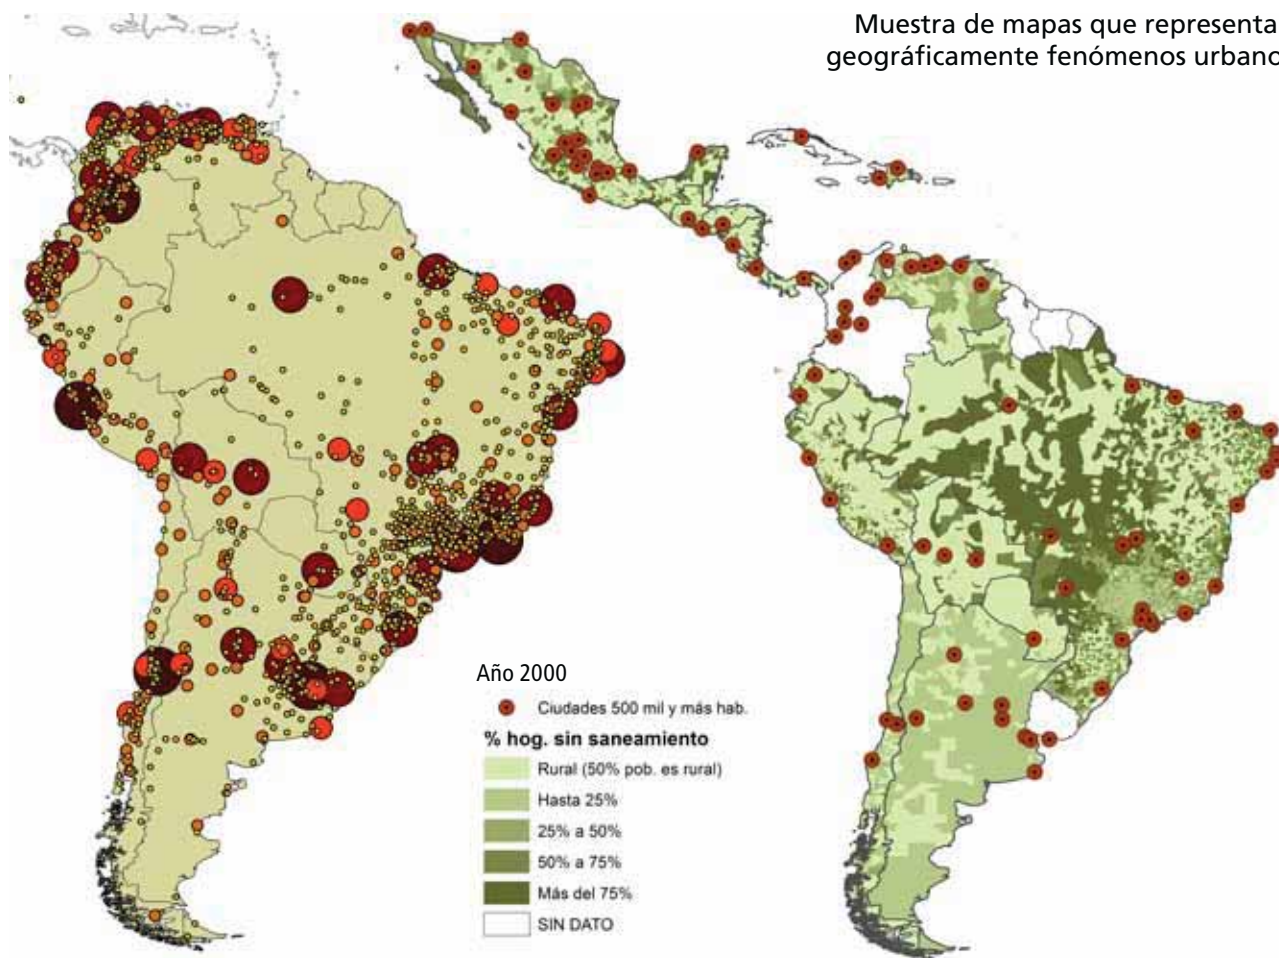 Muestra de mapas que representa
geográficamente fenómenos urbano
Año 2000
Ciudades 500 mil y más hab.
% hog. sin saneamiento
Rural (50% pob. es rural)
Hasta 25%
25% a 50%
50% a 75%
Más del 75%
SIN DATO